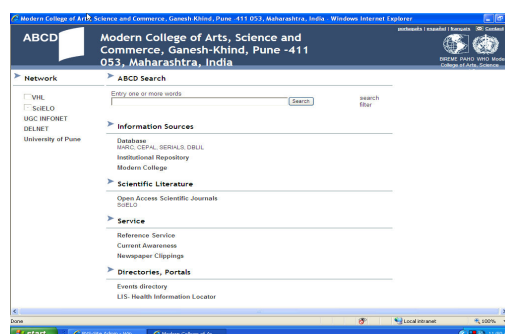 Modern College of Arts, Science and Commerce, Ganesh-Khind, Pune -411 053, Maharashtra, India - Windows Internet Explorer
português | español | français Contact
ABCD
Modern College of Arts, Science and
Commerce, Ganesh-Khind, Pune -411
053, Maharashtra, India
BIREME PAHO WHO Mode
College of Arts, Science
Network
VHL
SciELO
UGC INFONET
DELNET
University of Pune
ABCD Search
Entry one or more words
Search
search
filter
Information Sources
Database
MARC, CEPAL, SERIALS, DBLIL
Institutional Repository
Modern College
Scientific Literature
Open Access Scientific Journals
SciELO
Service
Reference Service
Current Awareness
Newspaper Clippings
Directories, Portals
Events directory
LIS- Health Information Locator
Done
Local intranet
100%
start